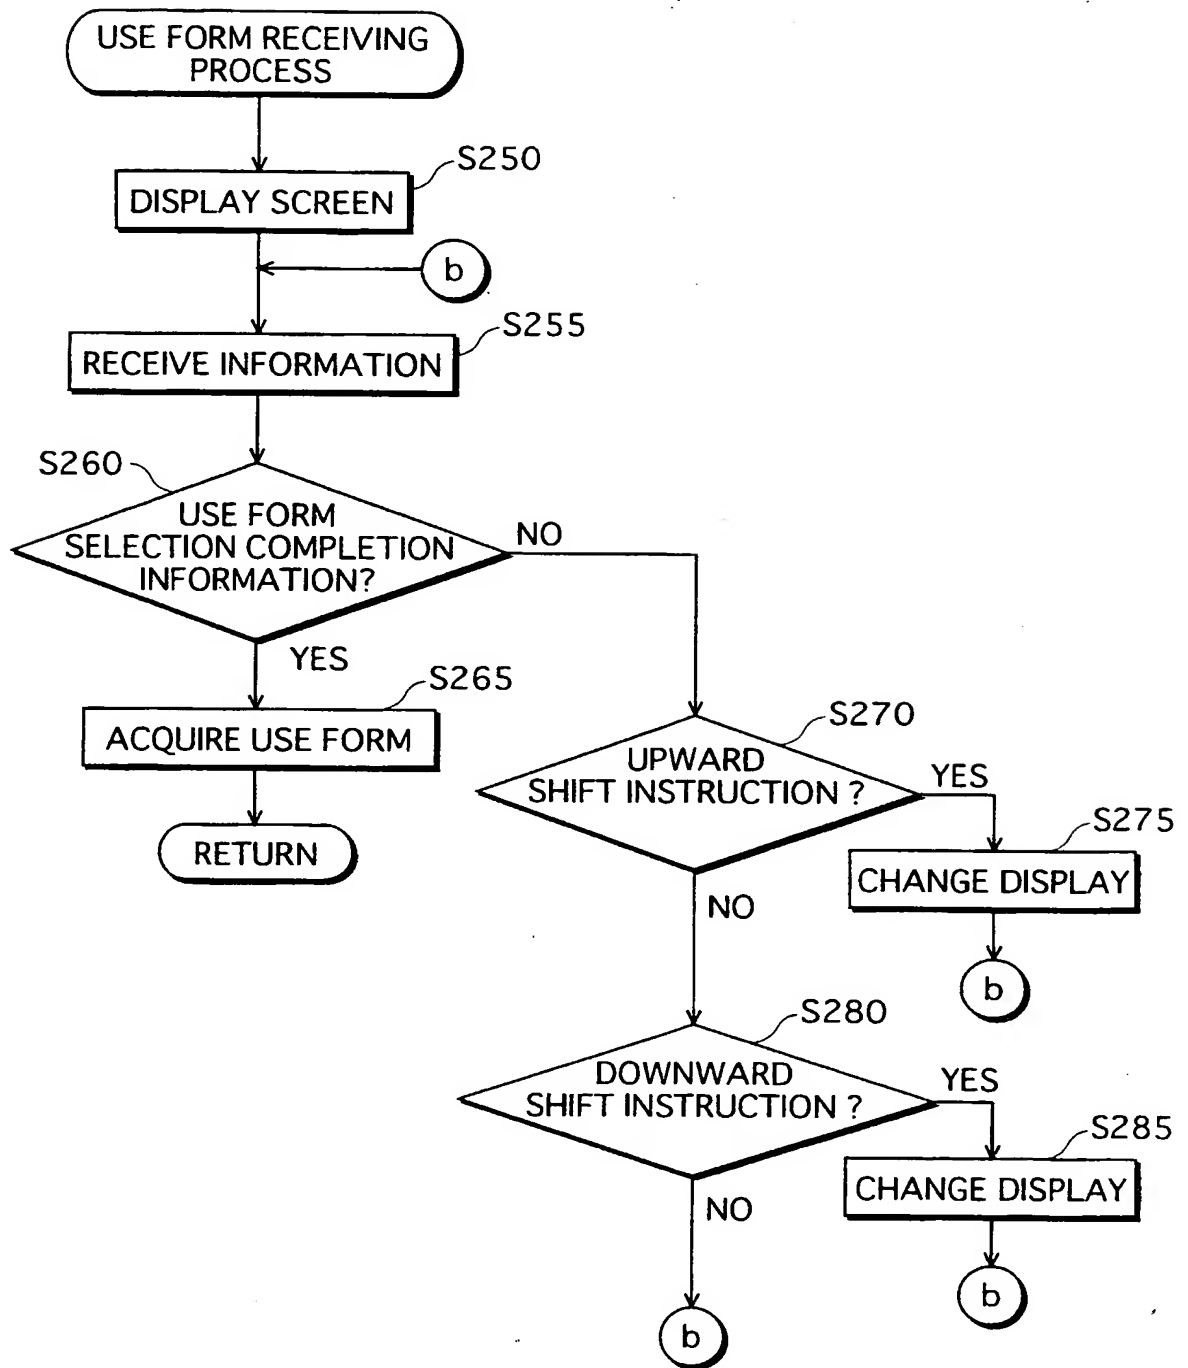 USE FORM RECEIVING
PROCESS
S250
DISPLAY SCREEN
b
S255
RECEIVE INFORMATION
S260
USE FORM
SELECTION COMPLETION
INFORMATION?
NO
YES
S265
ACQUIRE USE FORM
RETURN
S270
UPWARD
SHIFT INSTRUCTION ?
YES
S275
CHANGE DISPLAY
b
NO
S280
DOWNWARD
SHIFT INSTRUCTION ?
YES
S285
CHANGE DISPLAY
b
NO
b